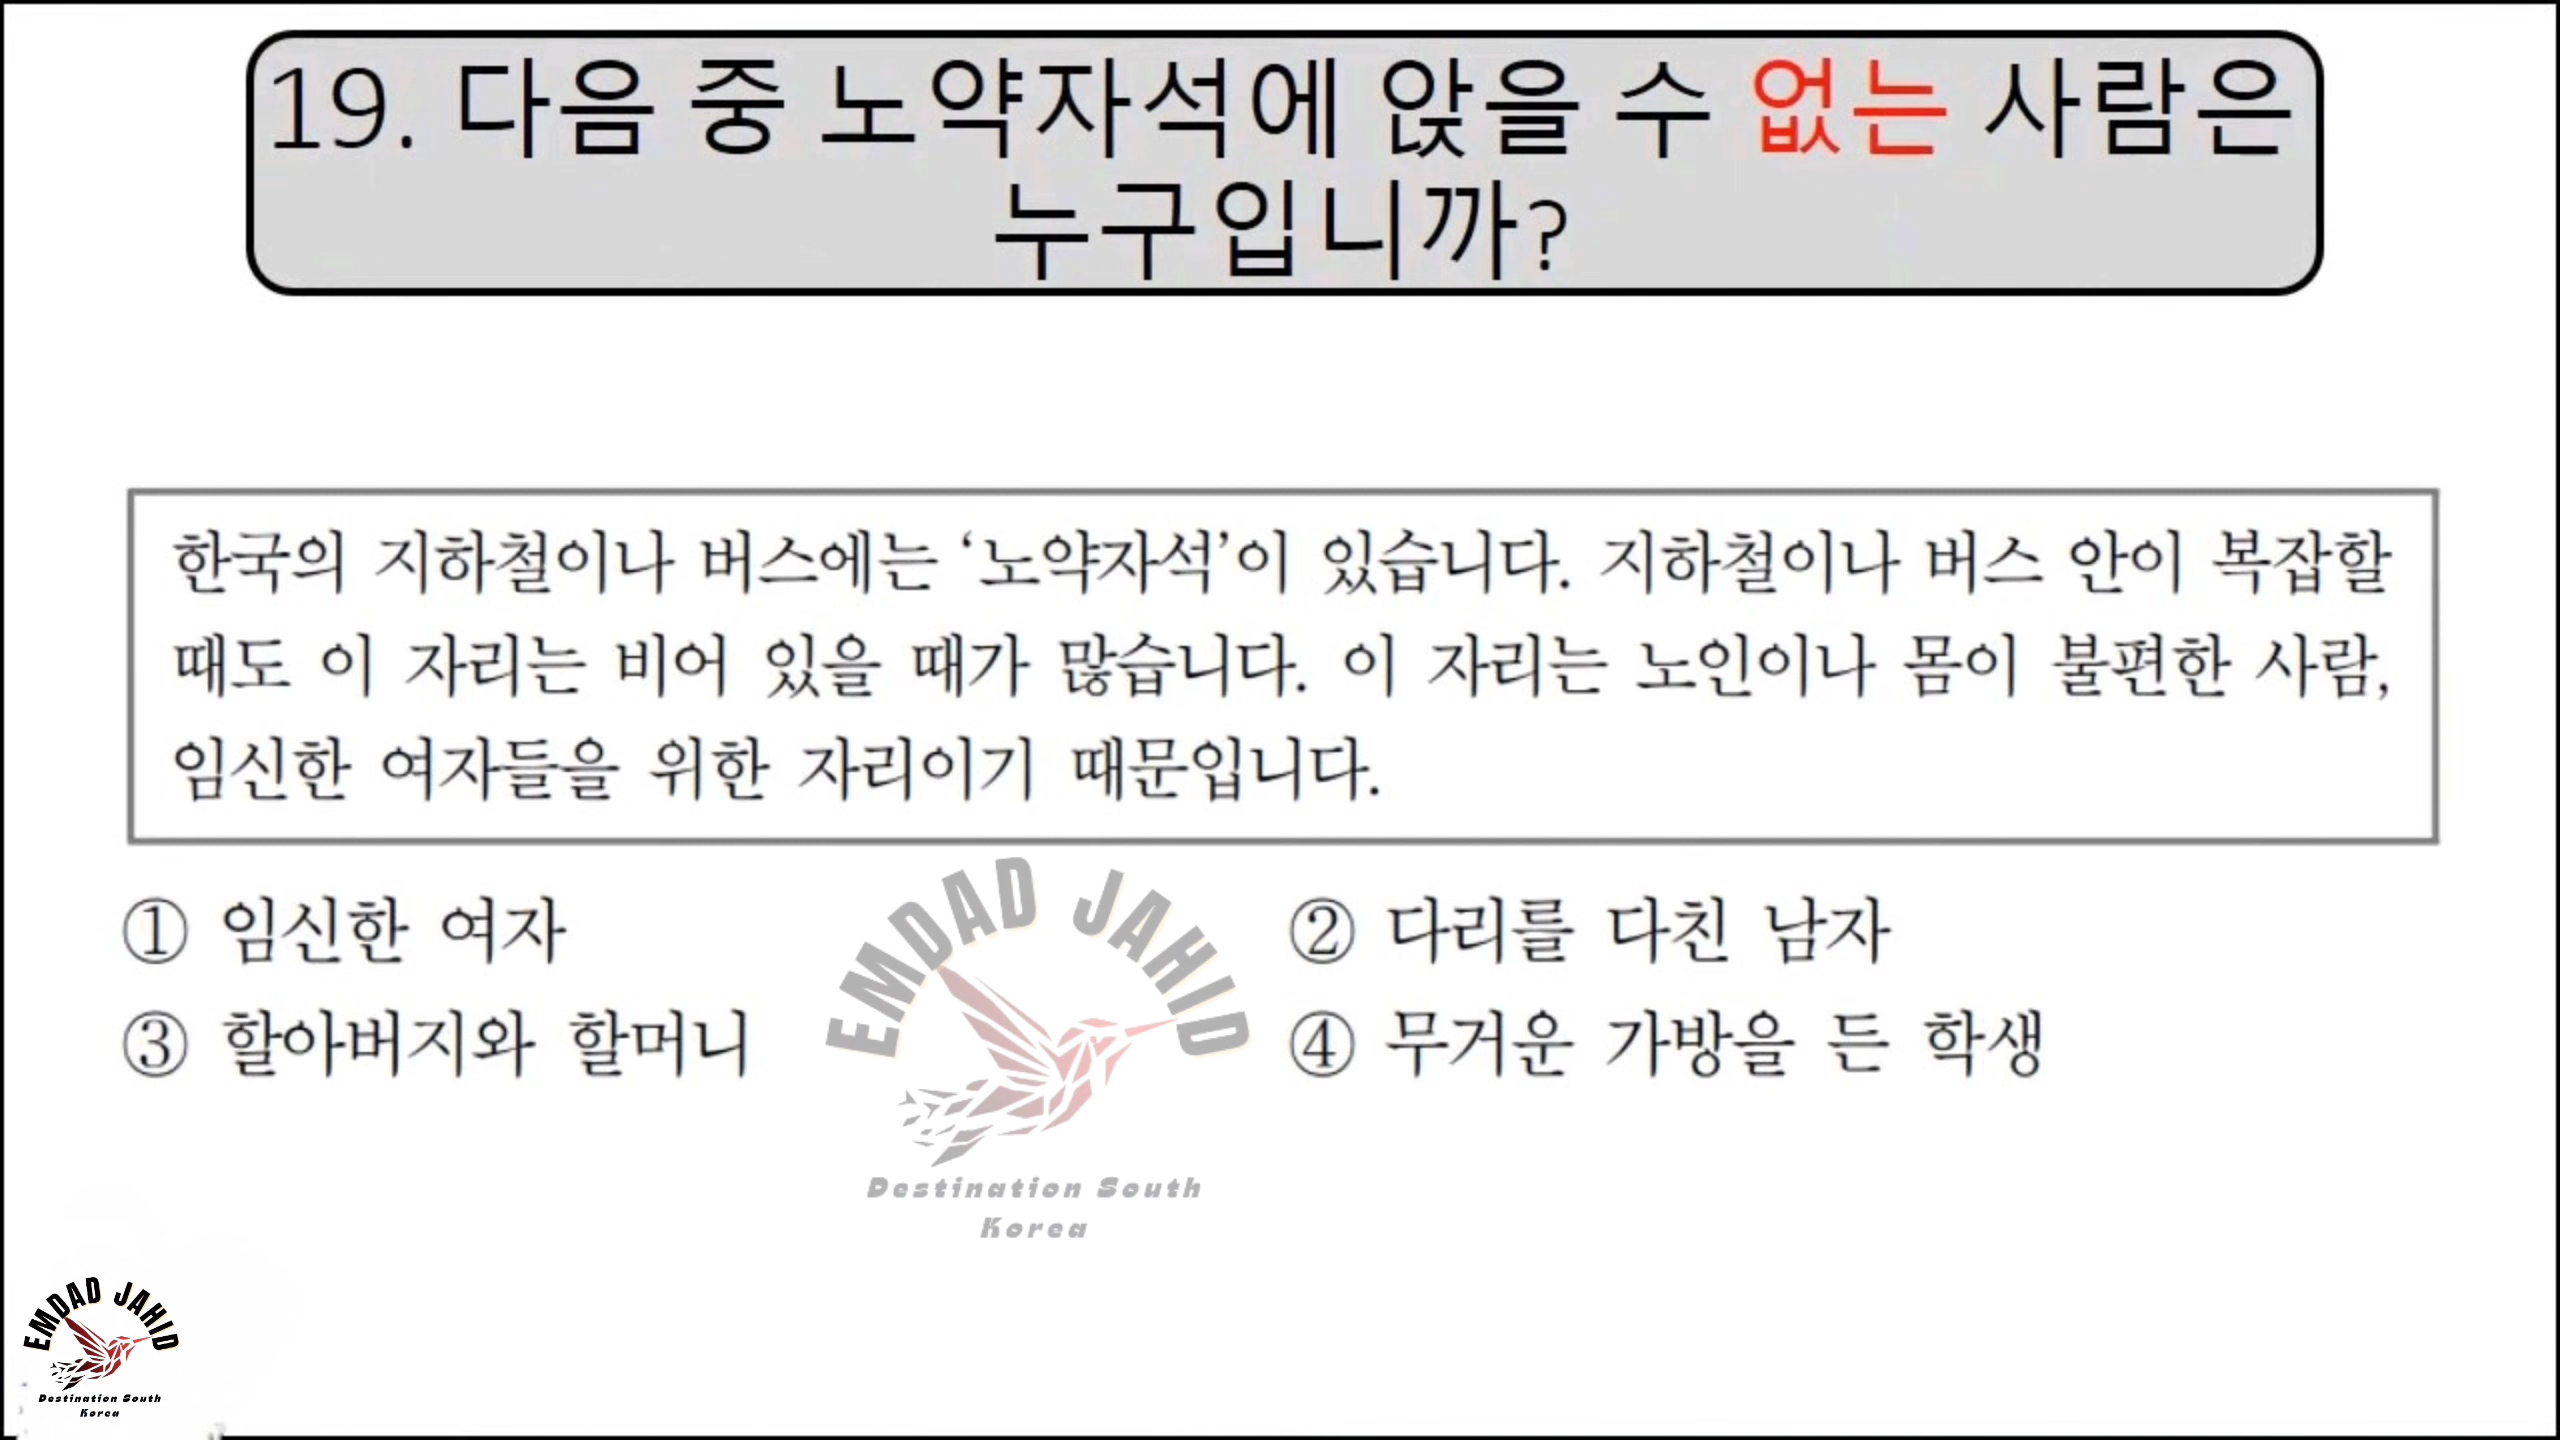 19. 다음 중 노약자석에 앉을 수 없는 사람은
누구입니까?
한국의 지하철이나 버스에는 ‘노약자석’이 있습니다. 지하철이나 버스 안이 복잡할
때도 이 자리는 비어 있을 때가 많습니다. 이 자리는 노인이나 몸이 불편한 사람,
임신한 여자들을 위한 자리이기 때문입니다.
① 임신한 여자
② 다리를 다친 남자
③ 할아버지와 할머니
④ 무거운 가방을 든 학생
EMDAD JAHID
Destination South
Korea
EMDAD JAHID
Destination South
Korea